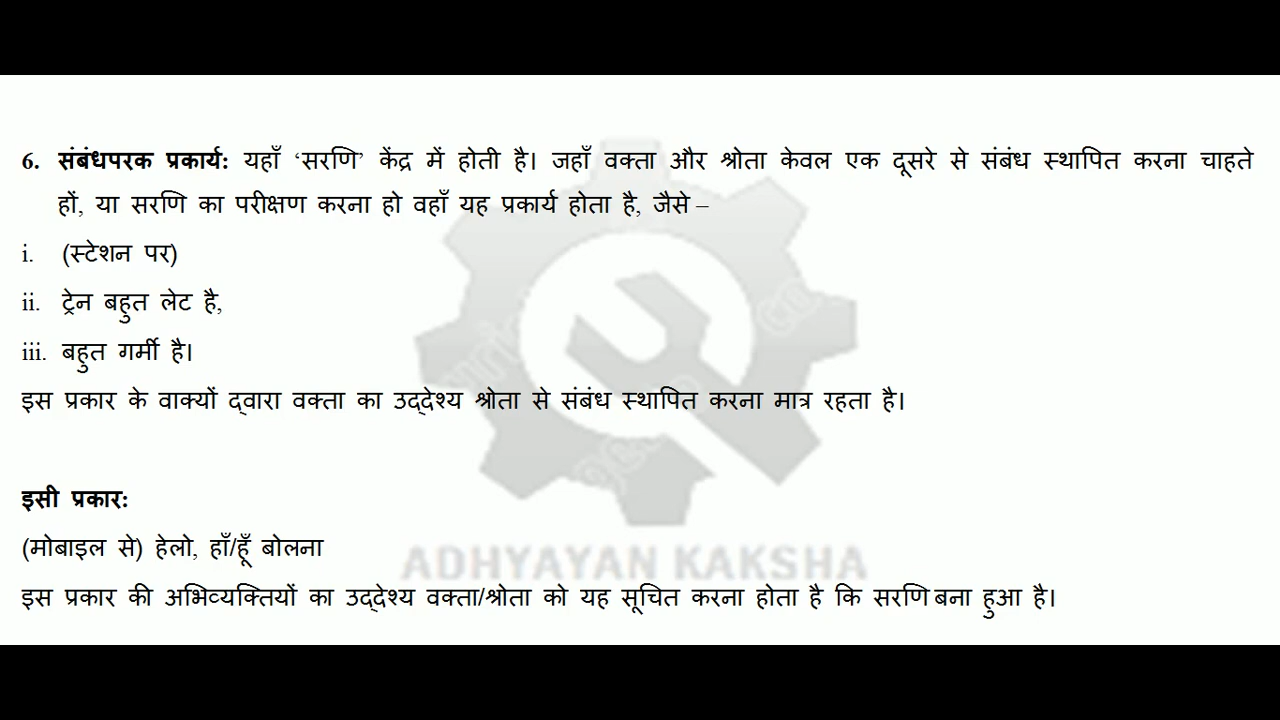 6. संबंधपरक प्रकार्य: यहाँ ‘सरणि’ केंद्र में होती है। जहाँ वक्ता और श्रोता केवल एक दूसरे से संबंध स्थापित करना चाहते
हों, या सरणि का परीक्षण करना हो वहाँ यह प्रकार्य होता है, जैसे –
i. (स्टेशन पर)
ii. ट्रेन बहुत लेट है,
iii. बहुत गर्मी है।
इस प्रकार के वाक्यों द्‌वारा वक्ता का उद्‌देश्य श्रोता से संबंध स्थापित करना मात्र रहता है।
इसी प्रकार:
(मोबाइल से) हेलो, हाँ/हूँ बोलना
ADHYAYAN KAKSHA
इस प्रकार की अभिव्यक्तियों का उद्‌देश्य वक्ता/श्रोता को यह सूचित करना होता है कि सरणि बना हुआ है।